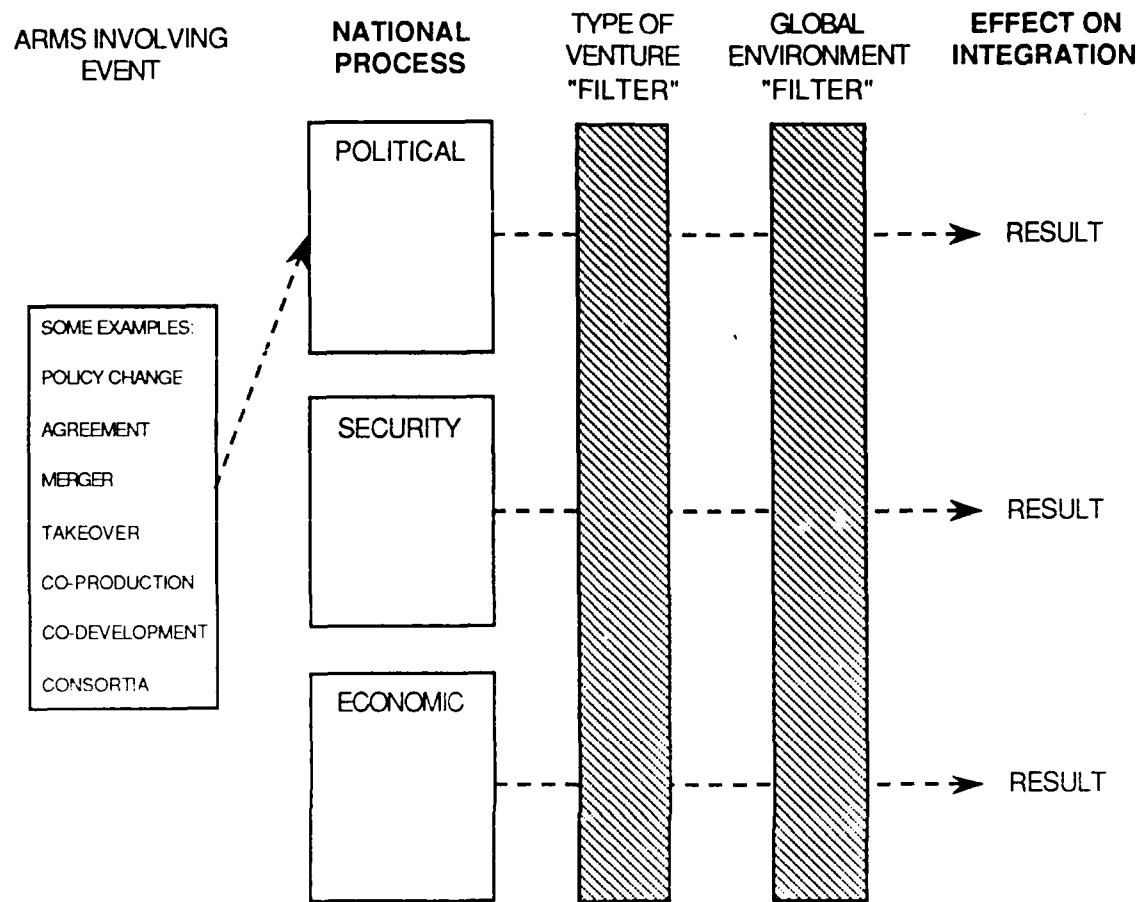 ARMS INVOLVING
EVENT
NATIONAL
PROCESS
TYPE OF
VENTURE
"FILTER"
GLOBAL
ENVIRONMENT
"FILTER"
EFFECT ON
INTEGRATION
SOME EXAMPLES:
POLICY CHANGE
AGREEMENT
MERGER
TAKEOVER
CO-PRODUCTION
CO-DEVELOPMENT
CONSORTIA
POLITICAL
RESULT
SECURITY
RESULT
ECONOMIC
RESULT